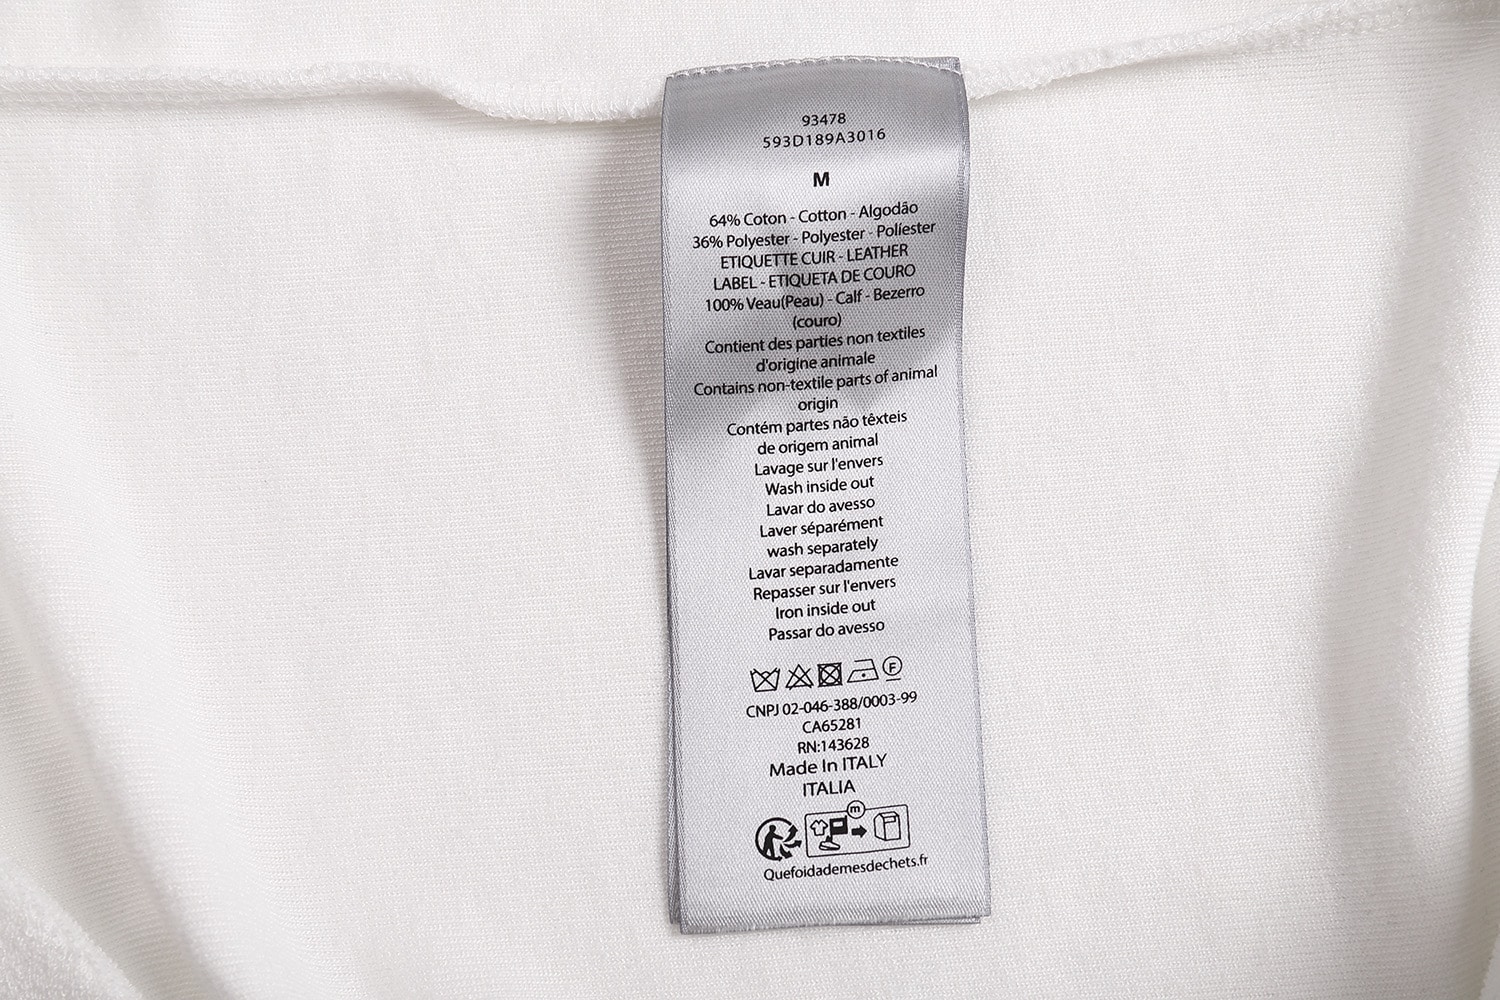 93478
593D189A3016
M
64% Coton - Cotton - Algodão
36% Polyester - Polyester - Políester
ETIQUETTE CUIR - LEATHER
LABEL - ETIQUETA DE COURO
100% Veau(Peau) - Calf - Bezerro
(couro)
Contient des parties non textiles
d'origine animale
Contains non-textile parts of animal
origin
Contém partes não têxteis
de origem animal
Lavage sur l'envers
Wash inside out
Lavar do avesso
Laver séparément
wash separately
Lavar separadamente
Repasser sur l'envers
Iron inside out
Passar do avesso
F
CNPJ 02-046-388/0003-99
CA65281
RN:143628
Made In ITALY
ITALIA
m
Quefoidademesdechets.fr